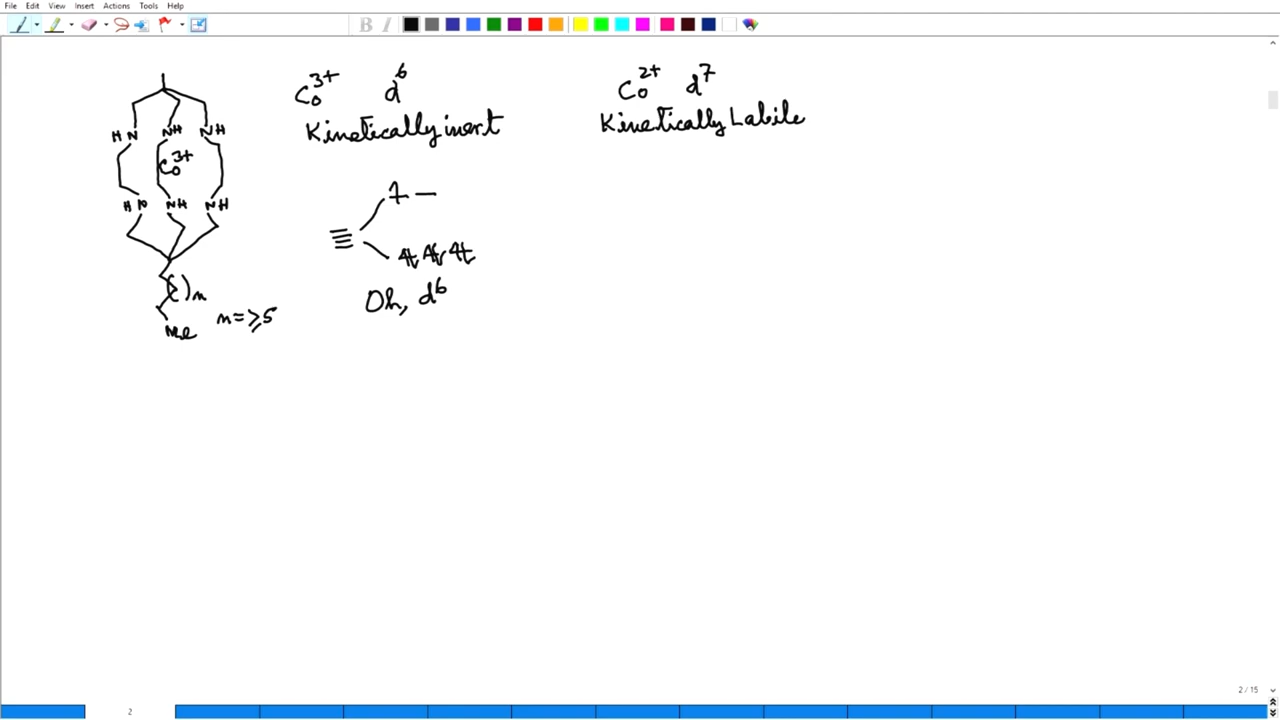 File Edit View Insert Actions Tools Help
B I
Co3+ d6 Co2+ d7
Kinetically inert Kinetically Labile
HN NH NH
Co3+
HN NH NH
Oh, d6
( )n
n=≥5
Me
2 / 15
2